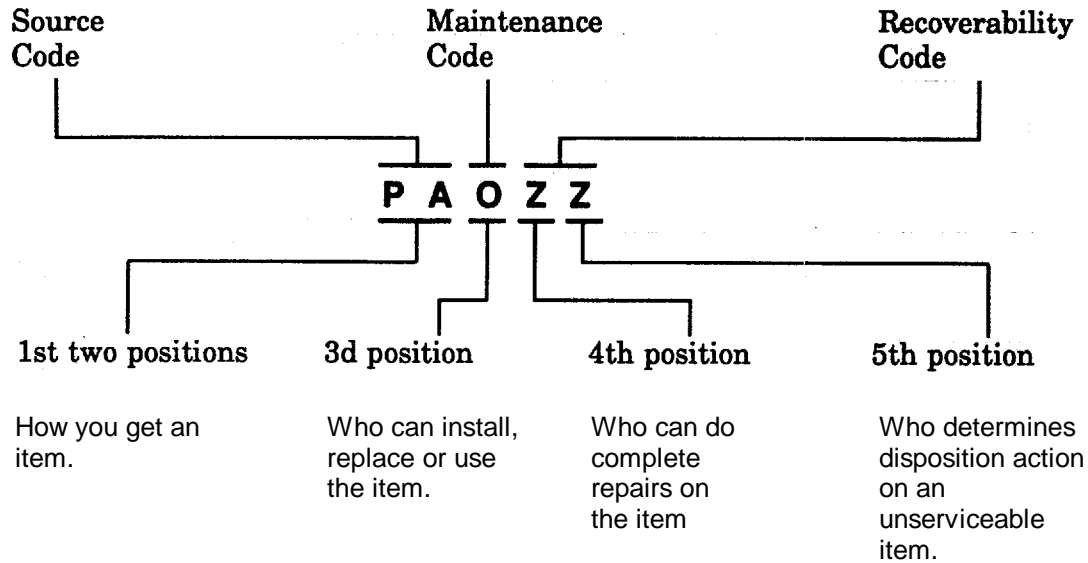 Source
Code
Maintenance
Code
Recoverability
Code
P A O Z Z
1st two positions
3d position
4th position
5th position
How you get an
item.
Who can install,
replace or use
the item.
Who can do
complete
repairs on
the item
Who determines
disposition action
on an
unserviceable
item.